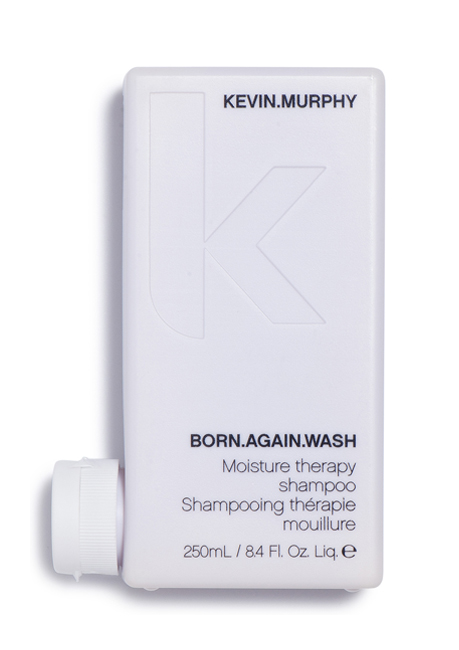 KEVIN.MURPHY
BORN.AGAIN.WASH
Moisture therapy
shampoo
Shampooing thérapie
mouillure
250mL / 8.4 Fl. Oz. Liq. ℮